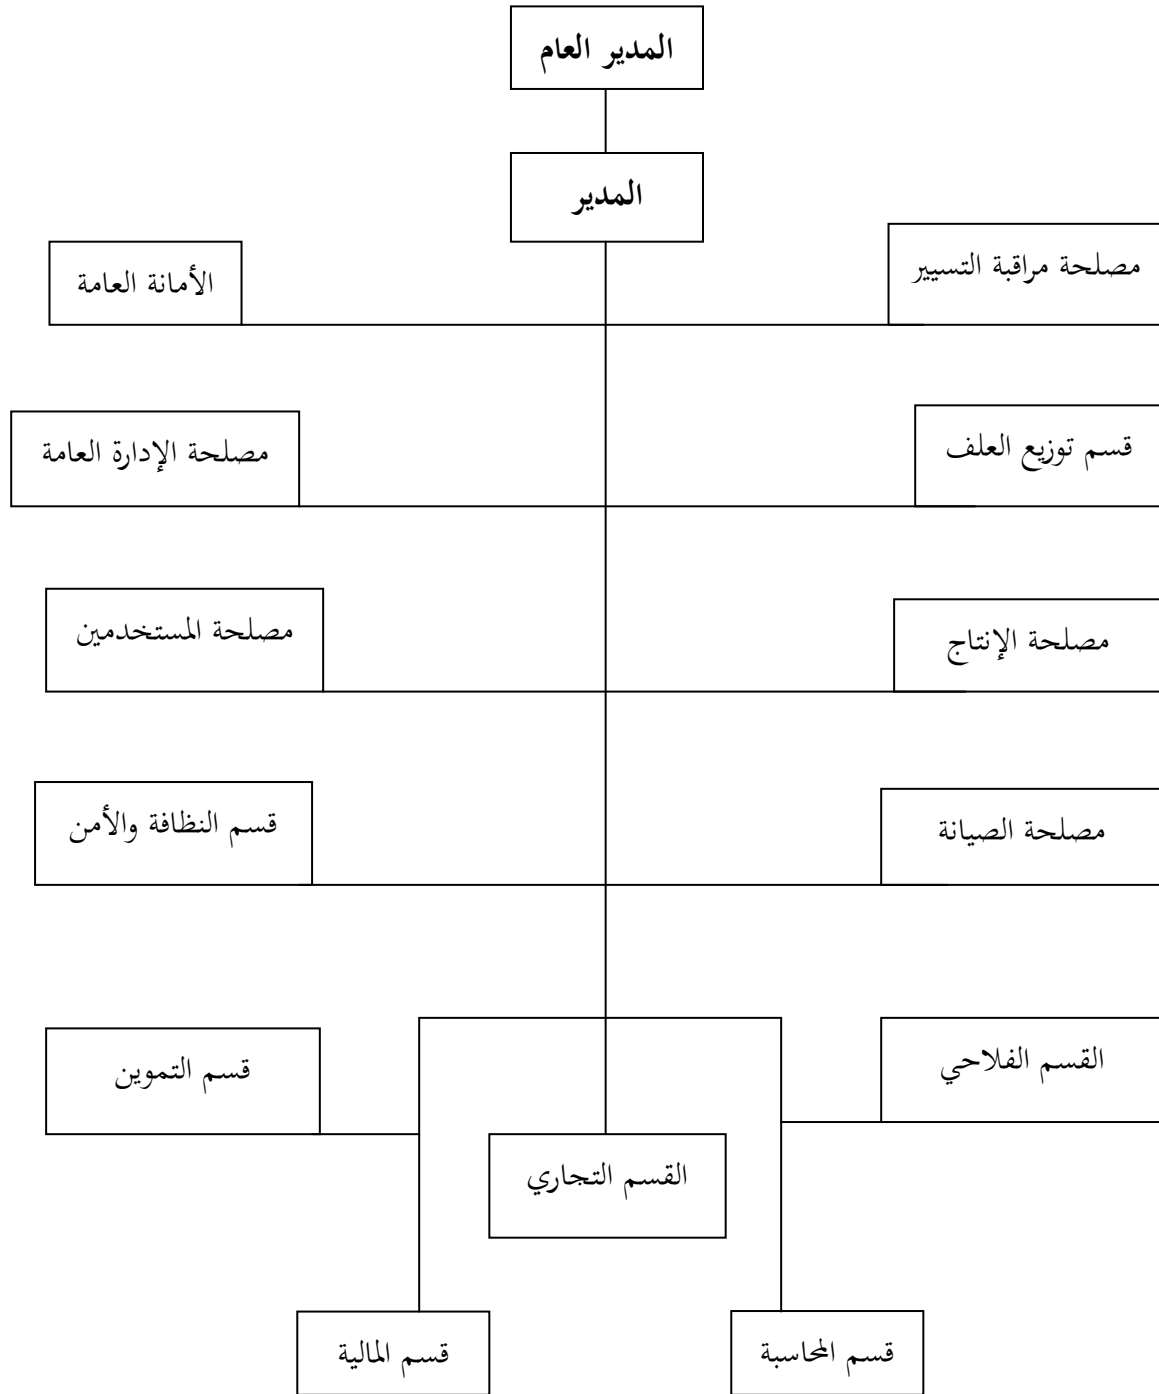 المدير العام
المدير
مصلحة مراقبة التسيير
الأمانة العامة
قسم توزيع العلف
مصلحة الإدارة العامة
مصلحة الإنتاج
مصلحة المستخدمين
مصلحة الصيانة
قسم النظافة والأمن
القسم الفلاحي
قسم التموين
القسم التجاري
قسم المحاسبة
قسم المالية